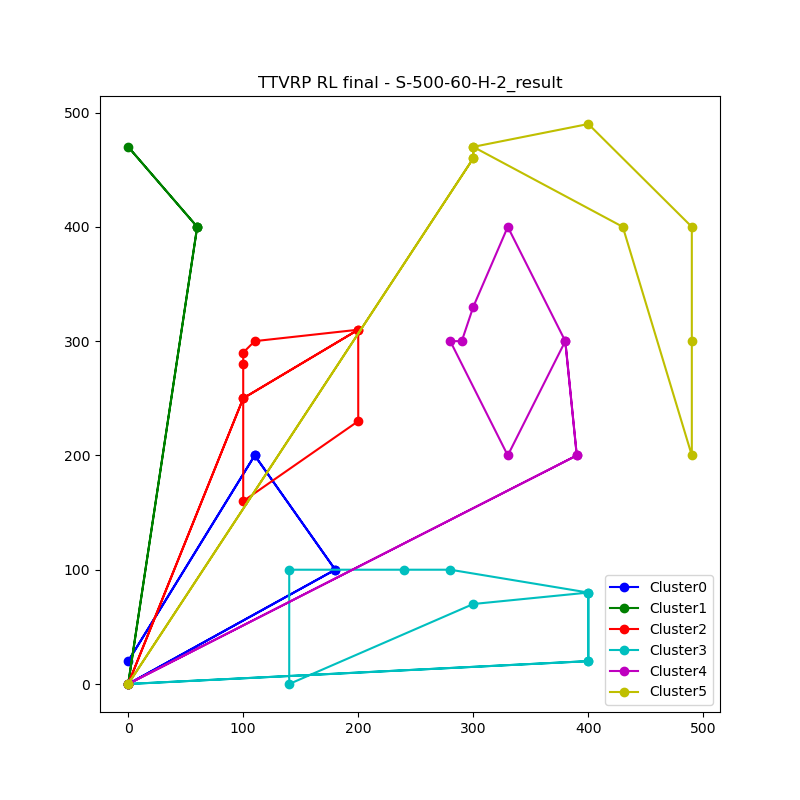 TTVRP RL final - S-500-60-H-2_result
500
400
300
200
100
0
0 100 200 300 400 500
Cluster0
Cluster1
Cluster2
Cluster3
Cluster4
Cluster5